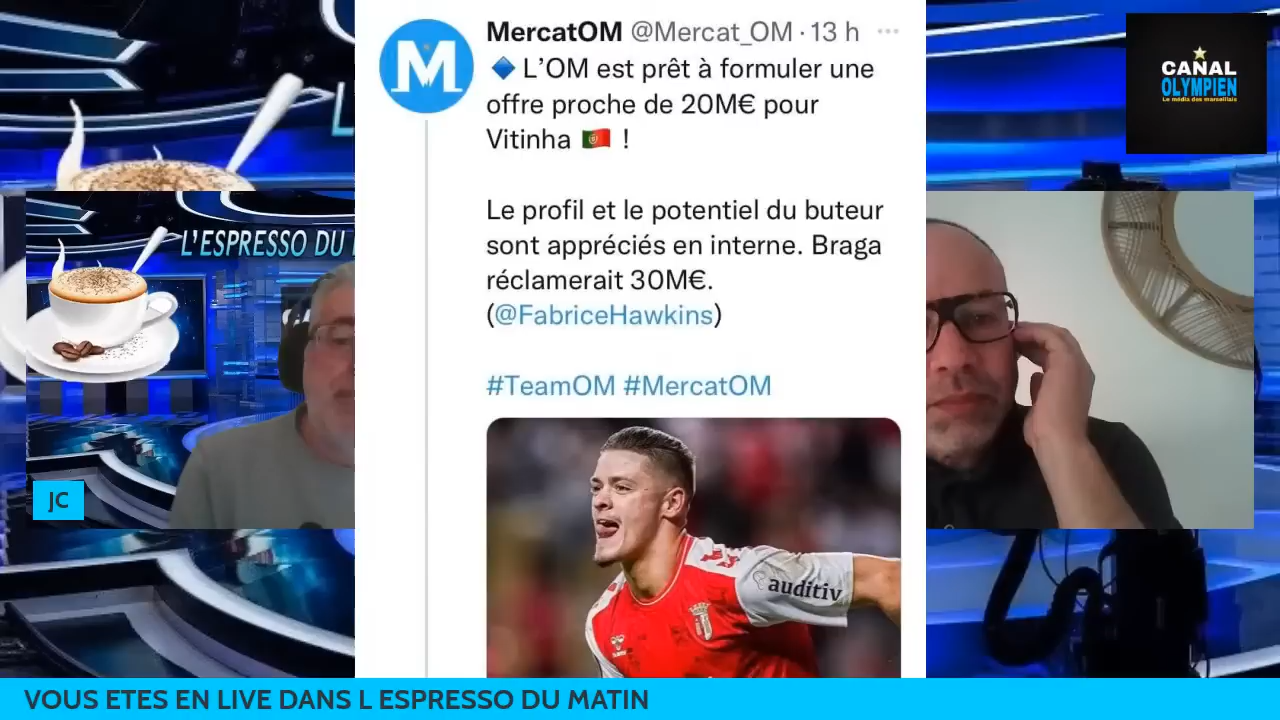 MercatOM @Mercat_OM · 13 h
🔹 L’OM est prêt à formuler une
offre proche de 20M€ pour
Vitinha 🇵🇹 !
Le profil et le potentiel du buteur
sont appréciés en interne. Braga
réclamerait 30M€.
(@FabriceHawkins)
#TeamOM #MercatOM
auditiv
CANAL
OLYMPIEN
Le média des marseillais
L'ESPRESSO DU
JC
VOUS ETES EN LIVE DANS L ESPRESSO DU MATIN